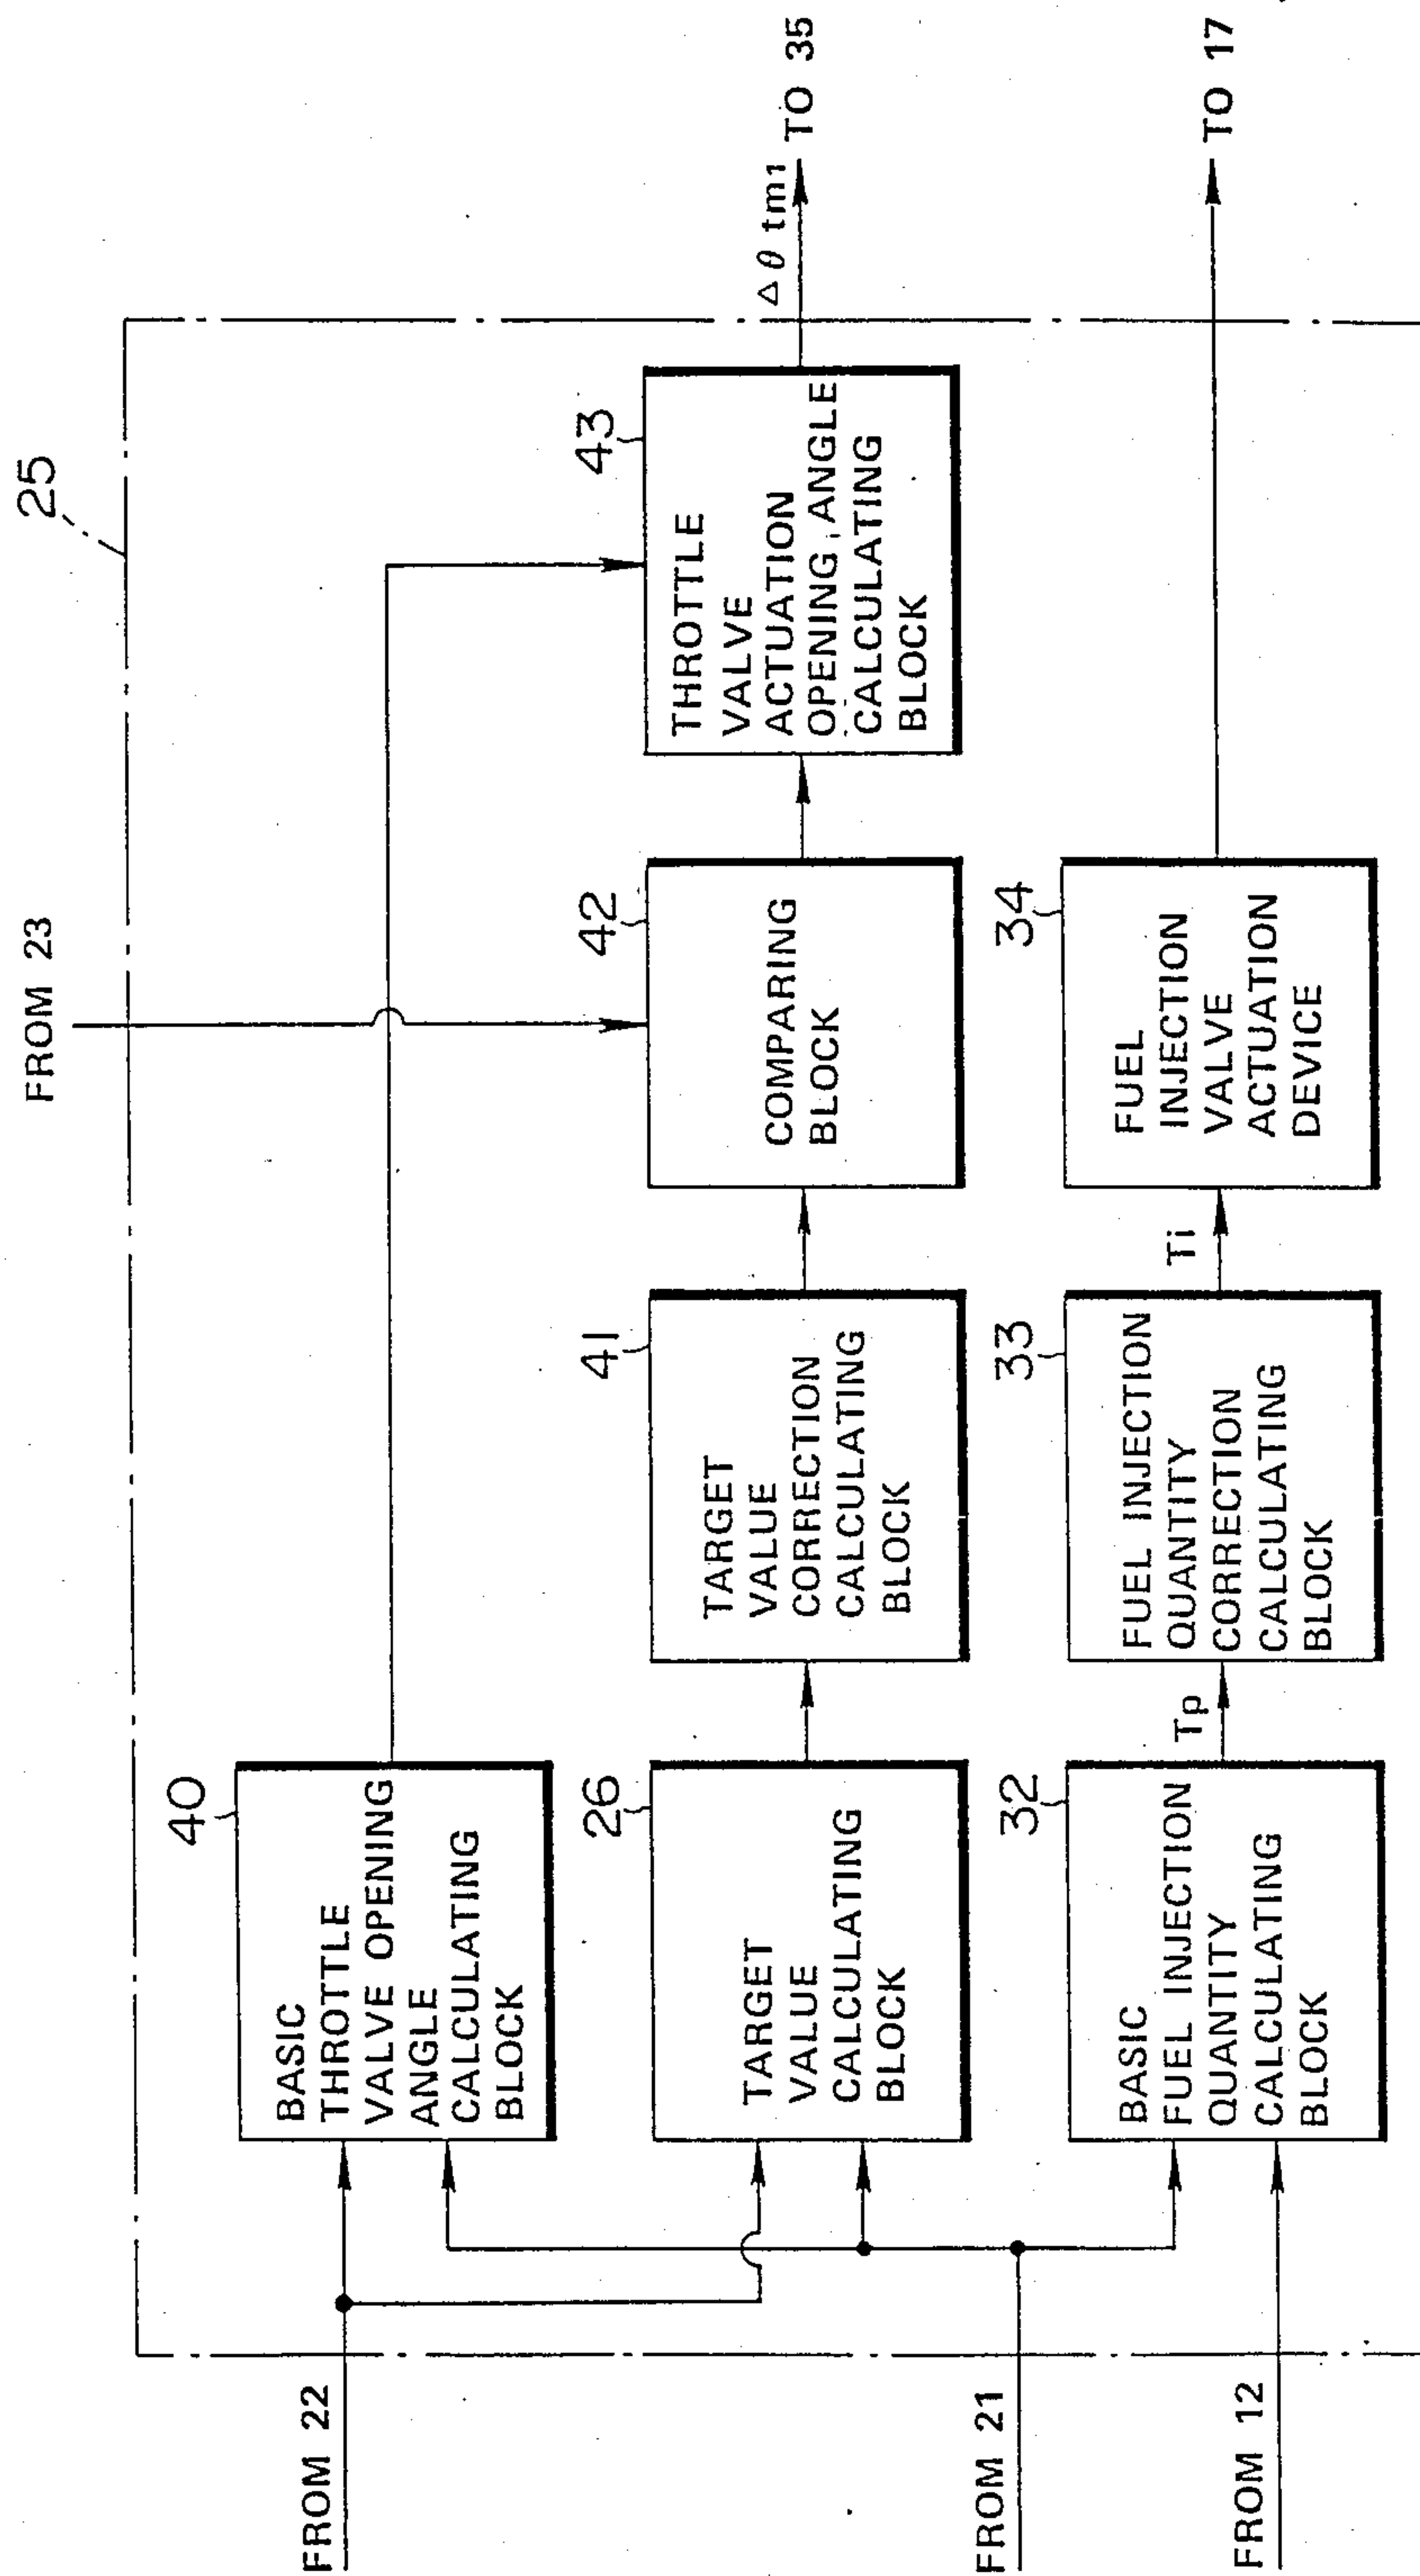 25
FROM 23
FROM 22
40
BASIC
THROTTLE
VALVE OPENING
ANGLE
CALCULATING
BLOCK
26
TARGET
VALUE
CALCULATING
BLOCK
41
TARGET
VALUE
CORRECTION
CALCULATING
BLOCK
42
COMPARING
BLOCK
43
THROTTLE
VALVE
ACTUATION
OPENING ANGLE
CALCULATING
BLOCK
Δθ tm1
TO 35
FROM 21
FROM 12
32
BASIC
FUEL INJECTION
QUANTITY
CALCULATING
BLOCK
Tp
33
FUEL INJECTION
QUANTITY
CORRECTION
CALCULATING
BLOCK
Ti
34
FUEL
INJECTION
VALVE
ACTUATION
DEVICE
TO 17